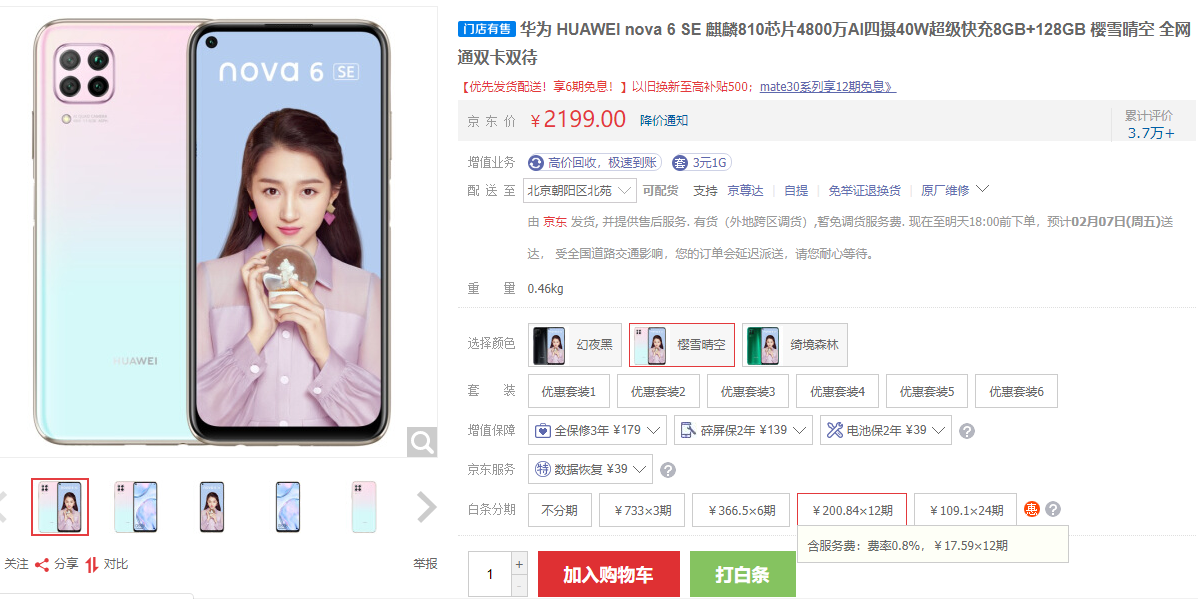 nova 6 SE
HUAWEI
关注 分享 对比 举报
门店有售 华为 HUAWEI nova 6 SE 麒麟810芯片4800万AI四摄40W超级快充8GB+128GB 樱雪晴空 全网
通双卡双待
【优先发货配送！享6期免息！】以旧换新至高补贴500；mate30系列享12期免息》
京 东 价 ￥2199.00 降价通知
累计评价
3.7万+
增值业务 高价回收，极速到账 套 3元1G
配 送 至 北京朝阳区北苑 可配货 支持 京尊达 自提 免举证退换货 原厂维修
由 京东 发货, 并提供售后服务. 有货（外地跨区调货）,暂免调货服务费. 现在至明天18:00前下单，预计02月07日(周五)送
达， 受全国道路交通影响，您的订单会延迟派送，请您耐心等待。
重 量 0.46kg
选择颜色 幻夜黑 樱雪晴空 绮境森林
套 装 优惠套装1 优惠套装2 优惠套装3 优惠套装4 优惠套装5 优惠套装6
增值保障 全保修3年 ¥179 碎屏保2年 ¥139 电池保2年 ¥39 ?
京东服务 特 数据恢复 ¥39 ?
白条分期 不分期 ￥733×3期 ￥366.5×6期 ￥200.84×12期 ￥109.1×24期 惠 ?
含服务费：费率0.8%，￥17.59×12期
1 + - 加入购物车 打白条